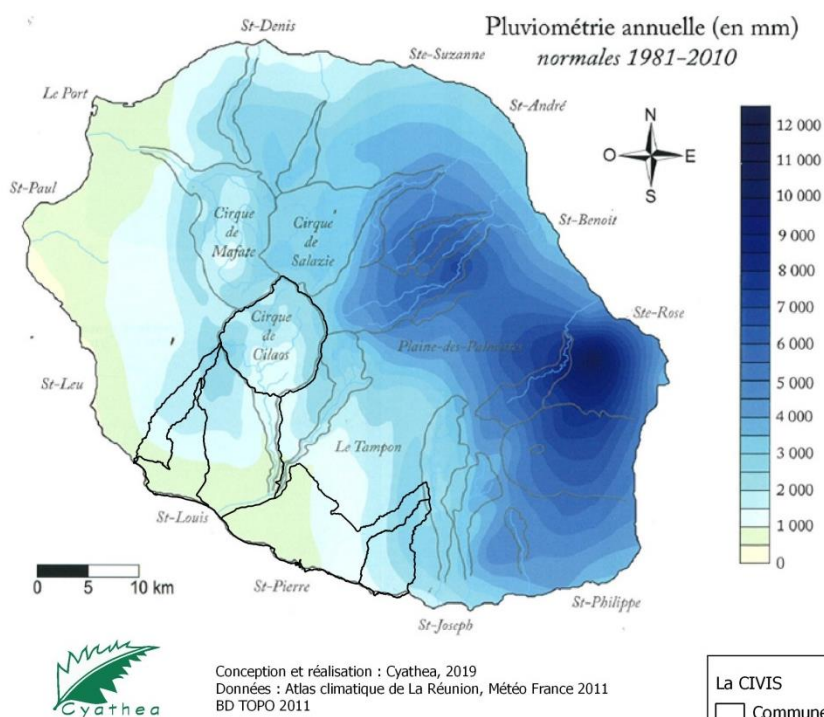 Pluviométrie annuelle (en mm)
normales 1981-2010
St-Denis
Ste-Suzanne
Le Port
St-André
N
O
E
S
12 000
11 000
10 000
9 000
8 000
7 000
6 000
5 000
4 000
3 000
2 000
1 000
0
St-Paul
Cirque
de
Mafate
Cirque
de
Salazie
St-Benoit
Ste-Rose
Cirque
de
Cilaos
Plaine-des-Palmistes
St-Leu
Le Tampon
St-Louis
0 5 10 km
St-Pierre
St-Philippe
St-Joseph
Cyathea
Conception et réalisation : Cyathea, 2019
Données : Atlas climatique de La Réunion, Météo France 2011
BD TOPO 2011
La CIVIS
Commune